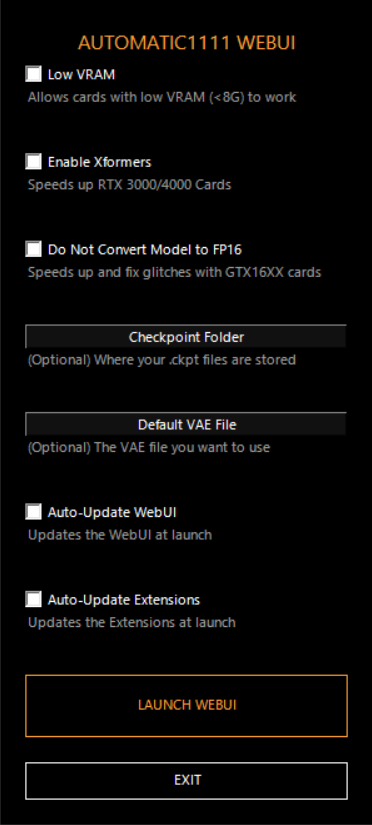 AUTOMATIC1111 WEBUI
Low VRAM
Allows cards with low VRAM (<8G) to work
Enable Xformers
Speeds up RTX 3000/4000 Cards
Do Not Convert Model to FP16
Speeds up and fix glitches with GTX16XX cards
Checkpoint Folder
(Optional) Where your .ckpt files are stored
Default VAE File
(Optional) The VAE file you want to use
Auto-Update WebUI
Updates the WebUI at launch
Auto-Update Extensions
Updates the Extensions at launch
LAUNCH WEBUI
EXIT